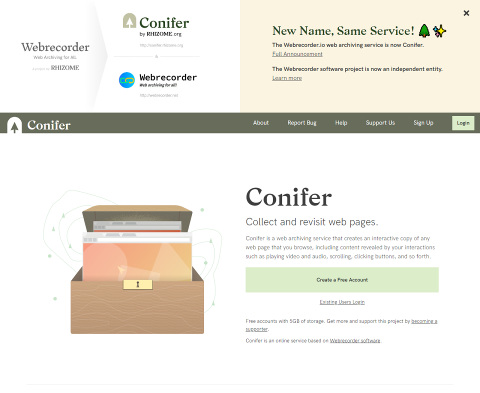 Webrecorder
Web Archiving for All.
RHIZOME
Conifer
by RHIZOME.org
http://conifer.rhizome.org
Webrecorder
Web archiving for all!
http://webrecorder.net
New Name, Same Service!
The Webrecorder.io web archiving service is now Conifer.
Full Announcement
The Webrecorder software project is now an independent entity.
Learn more
Conifer
About
Report Bug
Help
Support Us
Sign Up
Login
Conifer
Collect and revisit web pages.
Conifer is a web archiving service that creates an interactive copy of any
web page that you browse, including content revealed by your interactions
such as playing video and audio, scrolling, clicking buttons, and so forth.
Create a Free Account
Existing Users Login
Free accounts with 5GB of storage. Get more and support this project by becoming a
supporter.
Conifer is an online service based on Webrecorder software